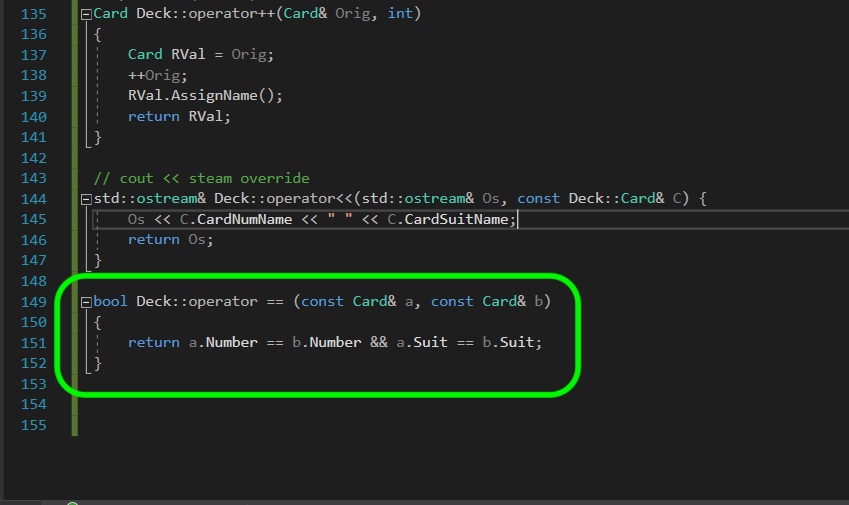 135 Card Deck::operator++(Card& Orig, int)
136 {
137     Card RVal = Orig;
138     ++Orig;
139     RVal.AssignName();
140     return RVal;
141 }
142
143 // cout << steam override
144 std::ostream& Deck::operator<<(std::ostream& Os, const Deck::Card& C) {
145     Os << C.CardNumName << " " << C.CardSuitName;
146     return Os;
147 }
148
149 bool Deck::operator == (const Card& a, const Card& b)
150 {
151     return a.Number == b.Number && a.Suit == b.Suit;
152 }
153
154
155